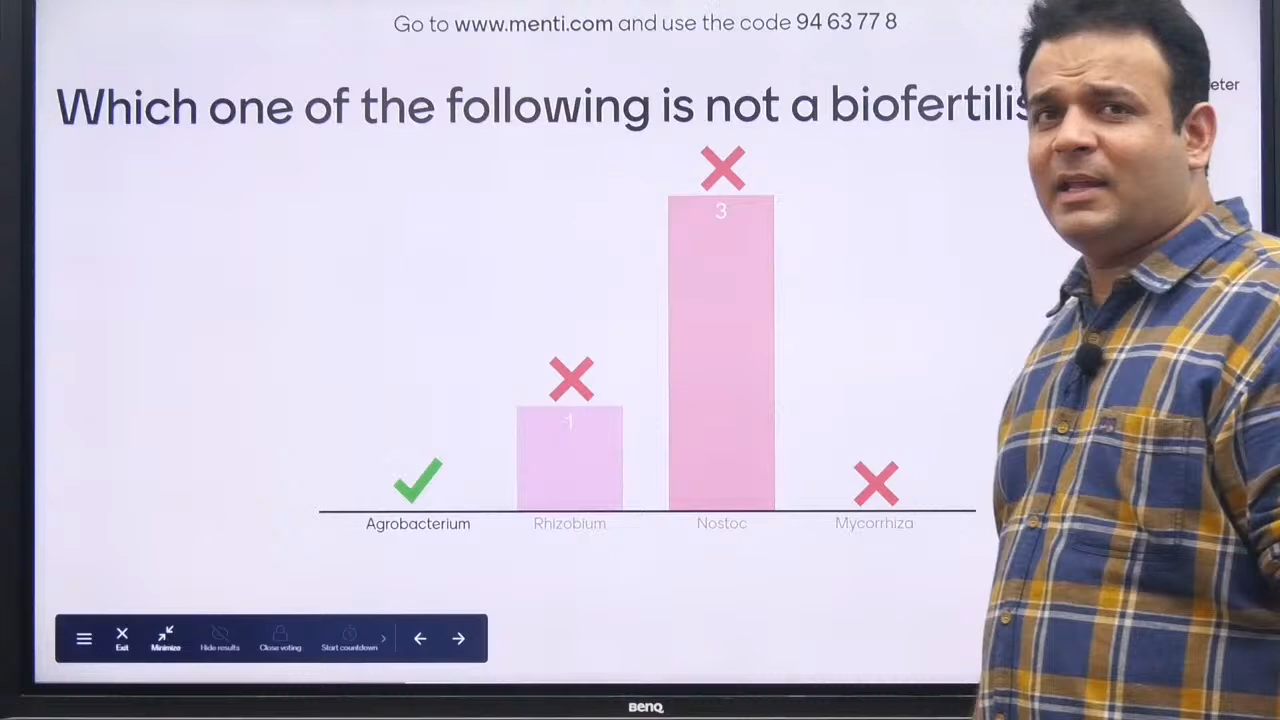 Go to www.menti.com and use the code 94 63 77 8
Which one of the following is not a biofertilis
eter
3
1
Agrobacterium
Rhizobium
Nostoc
Mycorrhiza
Exit
Minimize
Hide results
Close voting
Start countdown
BenQ